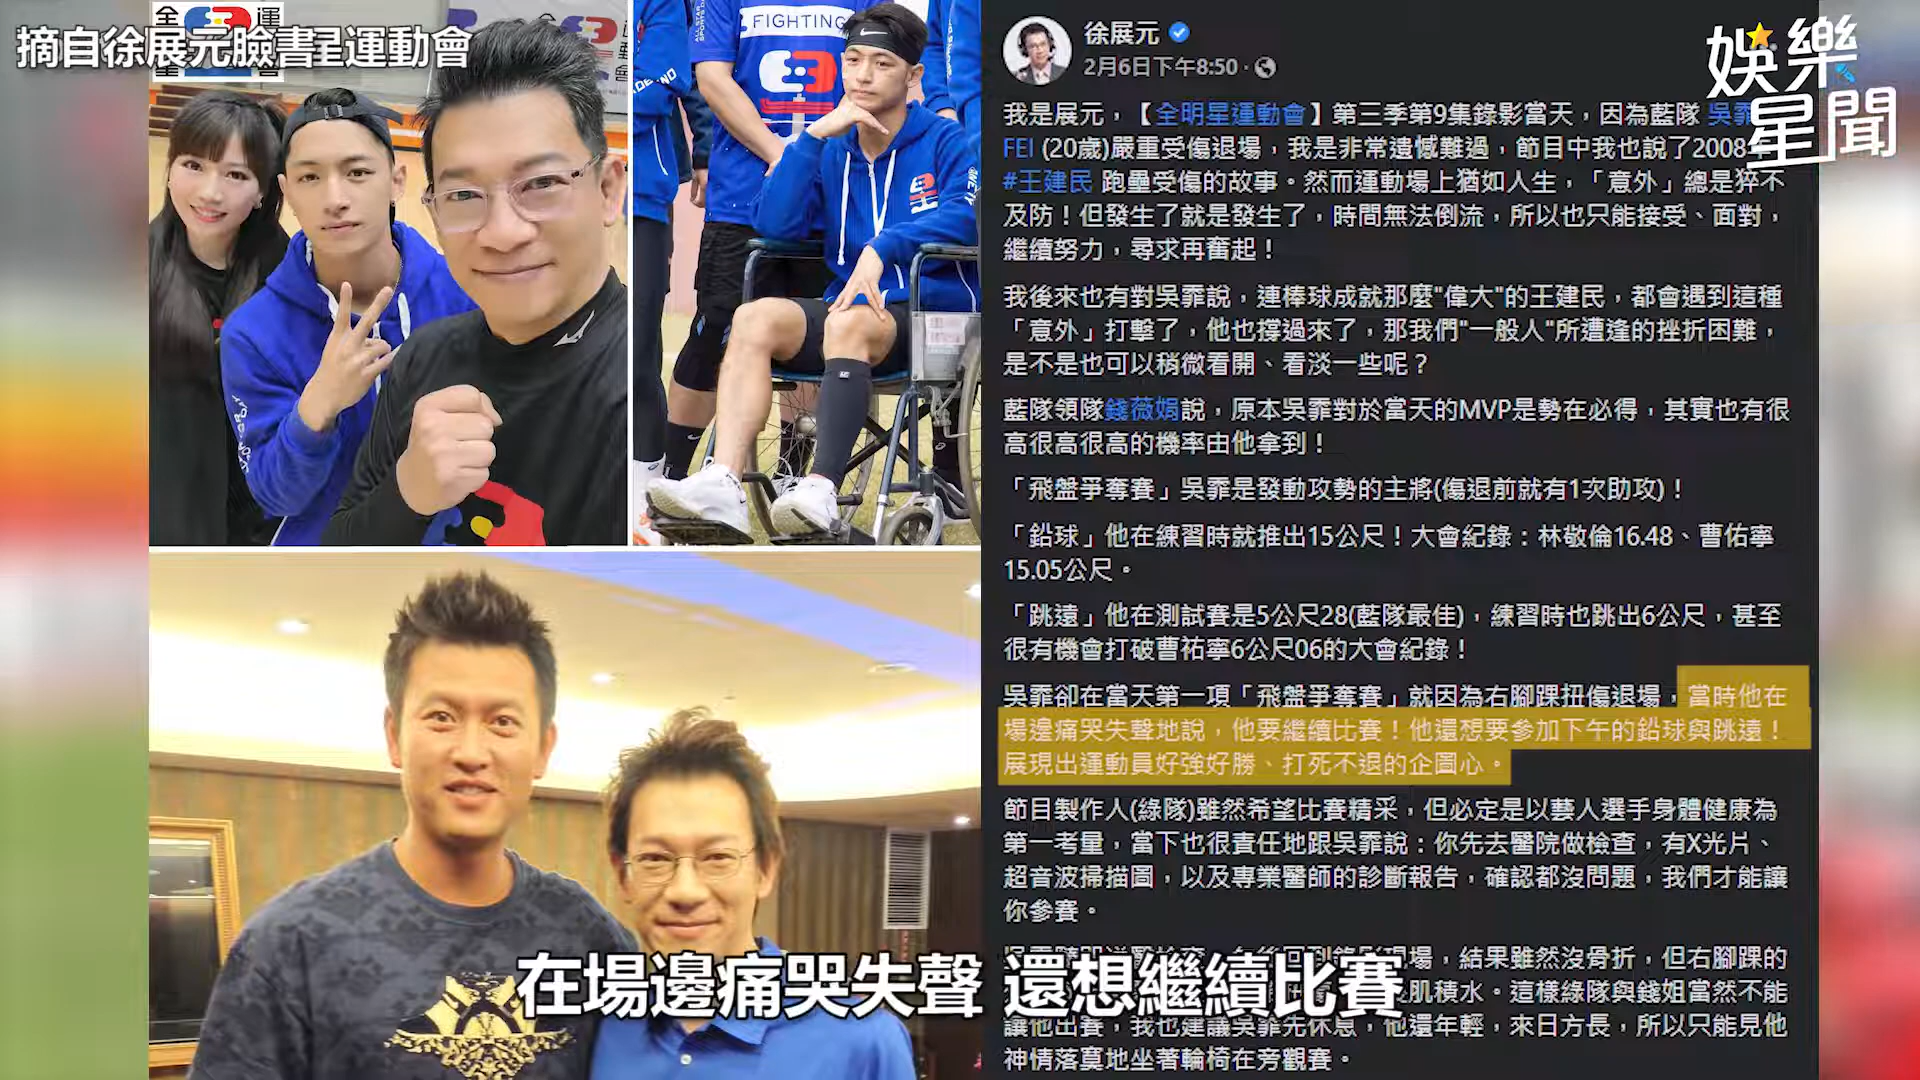 摘自徐展元臉書 運動會
FIGHTING
徐展元
2月6日下午8:50
娛樂
星聞
我是展元，【全明星運動會】第三季第9集錄影當天，因為藍隊 吳霏
FEI (20歲)嚴重受傷退場，我是非常遺憾難過，節目中我也說了2008年
#王建民 跑壘受傷的故事。然而運動場上猶如人生，「意外」總是猝不
及防！但發生了就是發生了，時間無法倒流，所以也只能接受、面對，
繼續努力，尋求再奮起！
我後來也有對吳霏說，連棒球成就那麼"偉大"的王建民，都會遇到這種
「意外」打擊了，他也撐過來了，那我們"一般人"所遭逢的挫折困難，
是不是也可以稍微看開、看淡一些呢？
藍隊領隊錢薇娟說，原本吳霏對於當天的MVP是勢在必得，其實也有很
高很高很高的機率由他拿到！
「飛盤爭奪賽」吳霏是發動攻勢的主將(傷退前就有1次助攻)！
「鉛球」他在練習時就推出15公尺！大會紀錄：林敬倫16.48、曹佑寧
15.05公尺。
「跳遠」他在測試賽是5公尺28(藍隊最佳)，練習時也跳出6公尺，甚至
很有機會打破曹祐寧6公尺06的大會紀錄！
吳霏卻在當天第一項「飛盤爭奪賽」就因為右腳踝扭傷退場，當時他在
場邊痛哭失聲地說，他要繼續比賽！他還想要參加下午的鉛球與跳遠！
展現出運動員好強好勝、打死不退的企圖心。
節目製作人(綠隊)雖然希望比賽精采，但必定是以藝人選手身體健康為
第一考量，當下也很責任地跟吳霏說：你先去醫院做檢查，有X光片、
超音波掃描圖，以及專業醫師的診斷報告，確認都沒問題，我們才能讓
你參賽。
場，結果雖然沒骨折，但右腳踝的
肌積水。這樣綠隊與錢姐當然不能
讓他出賽，我也建議吳霏先休息，他還年輕，來日方長，所以只能見他
神情落寞地坐著輪椅在旁觀賽。
在場邊痛哭失聲 還想繼續比賽